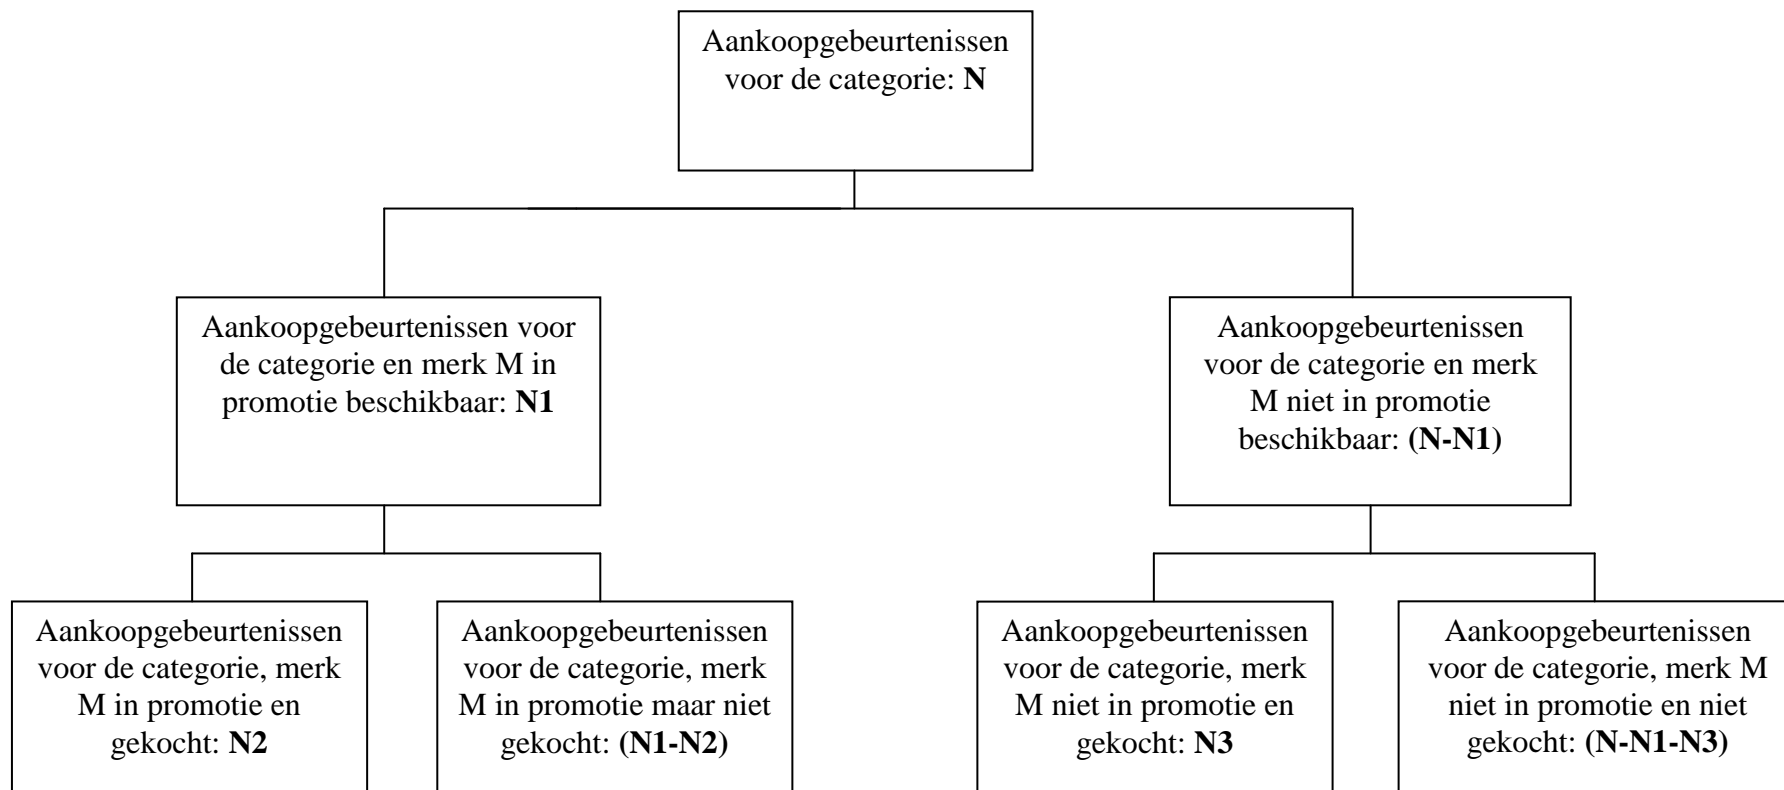 Aankoopgebeurtenissen
voor de categorie: N
Aankoopgebeurtenissen voor
de categorie en merk M in
promotie beschikbaar: N1
Aankoopgebeurtenissen
voor de categorie en merk
M niet in promotie
beschikbaar: (N-N1)
Aankoopgebeurtenissen
voor de categorie, merk
M in promotie en
gekocht: N2
Aankoopgebeurtenissen
voor de categorie, merk
M in promotie maar niet
gekocht: (N1-N2)
Aankoopgebeurtenissen
voor de categorie, merk
M niet in promotie en
gekocht: N3
Aankoopgebeurtenissen
voor de categorie, merk M
niet in promotie en niet
gekocht: (N-N1-N3)